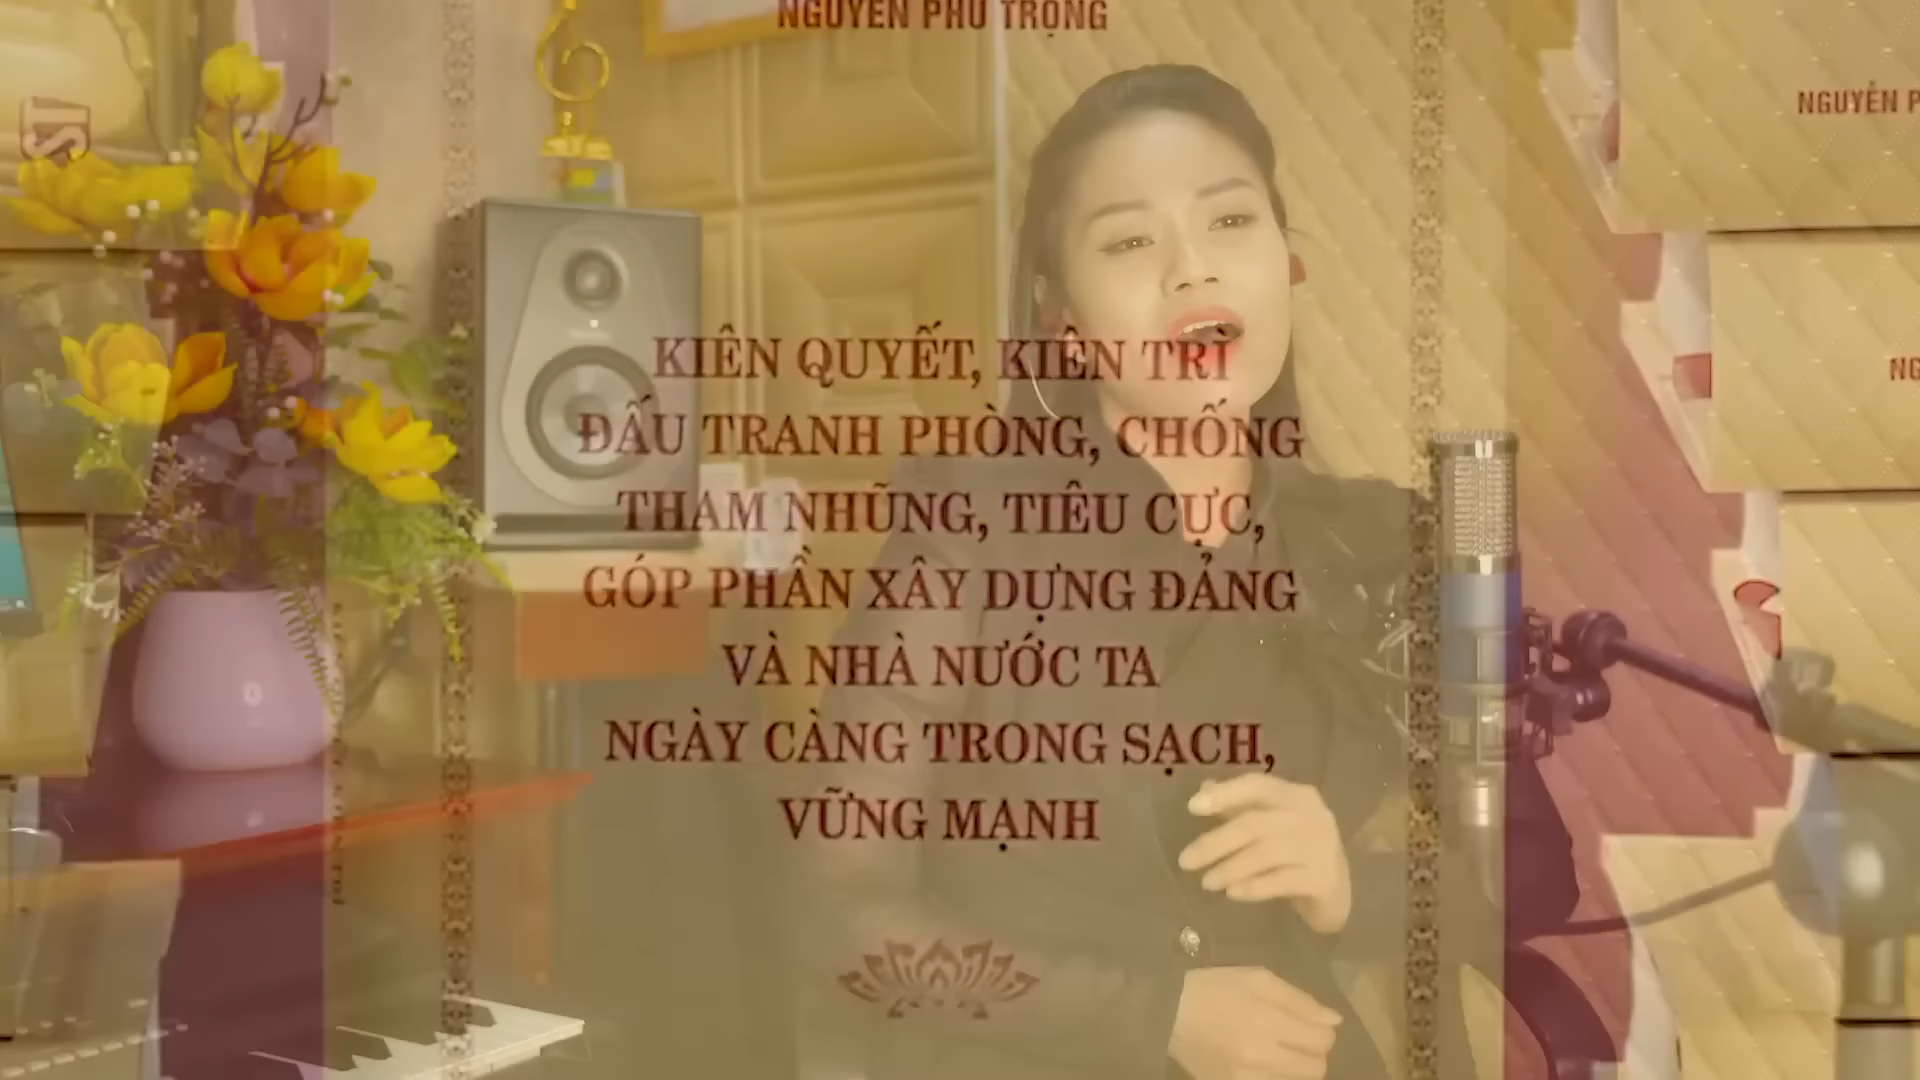 NGUYỄN PHÚ TRỌNG
NGUYỄN P
NG
KIÊN QUYẾT, KIÊN TRÌ
ĐẤU TRANH PHÒNG, CHỐNG
THAM NHŨNG, TIÊU CỰC,
GÓP PHẦN XÂY DỰNG ĐẢNG
VÀ NHÀ NƯỚC TA
NGÀY CÀNG TRONG SẠCH,
VỮNG MẠNH